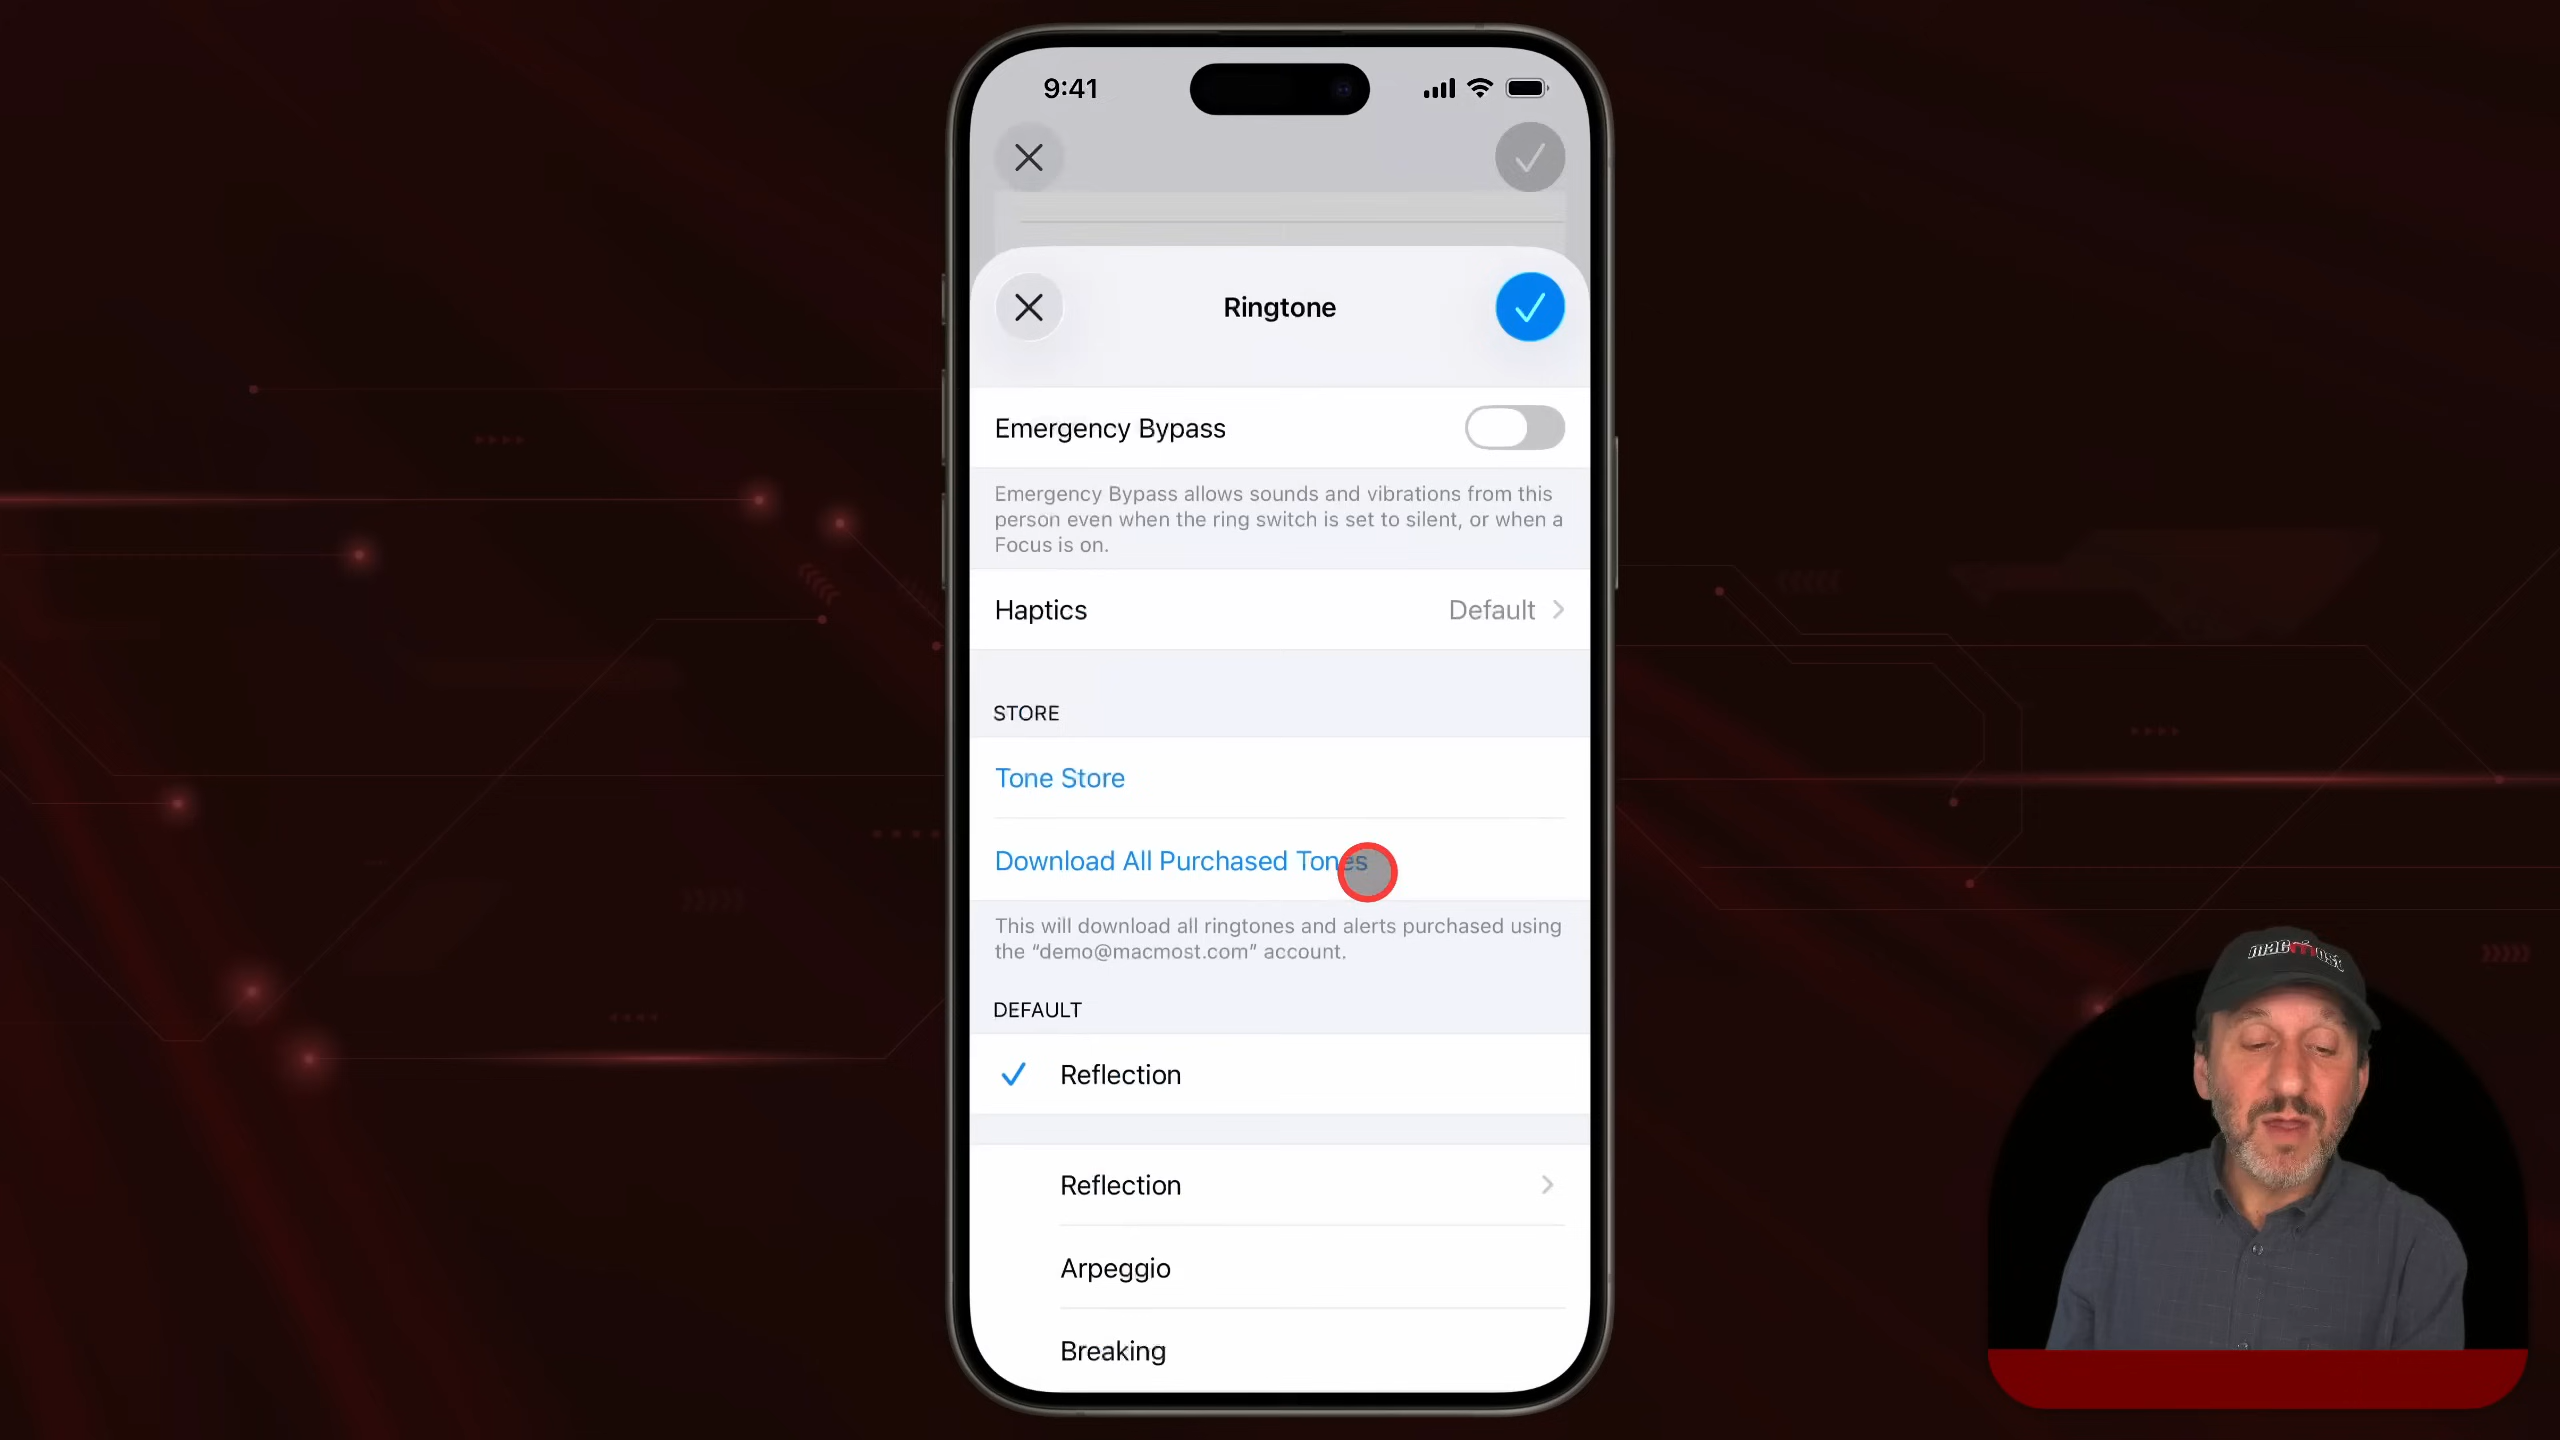 9:41
Ringtone
Emergency Bypass
Emergency Bypass allows sounds and vibrations from this
person even when the ring switch is set to silent, or when a
Focus is on.
Haptics Default
STORE
Tone Store
Download All Purchased Tones
This will download all ringtones and alerts purchased using
the “demo@macmost.com” account.
DEFAULT
Reflection
Reflection
Arpeggio
Breaking
macmost